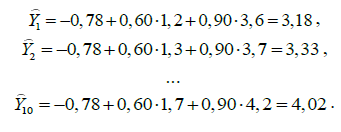 Ŷ₁ = −0,78+0,60·1,2+0,90·3,6=3,18 ,
Ŷ₂ = −0,78+0,60·1,3+0,90·3,7=3,33 ,
...
Ŷ₁₀ = −0,78+0,60·1,7+0,90·4,2=4,02 .